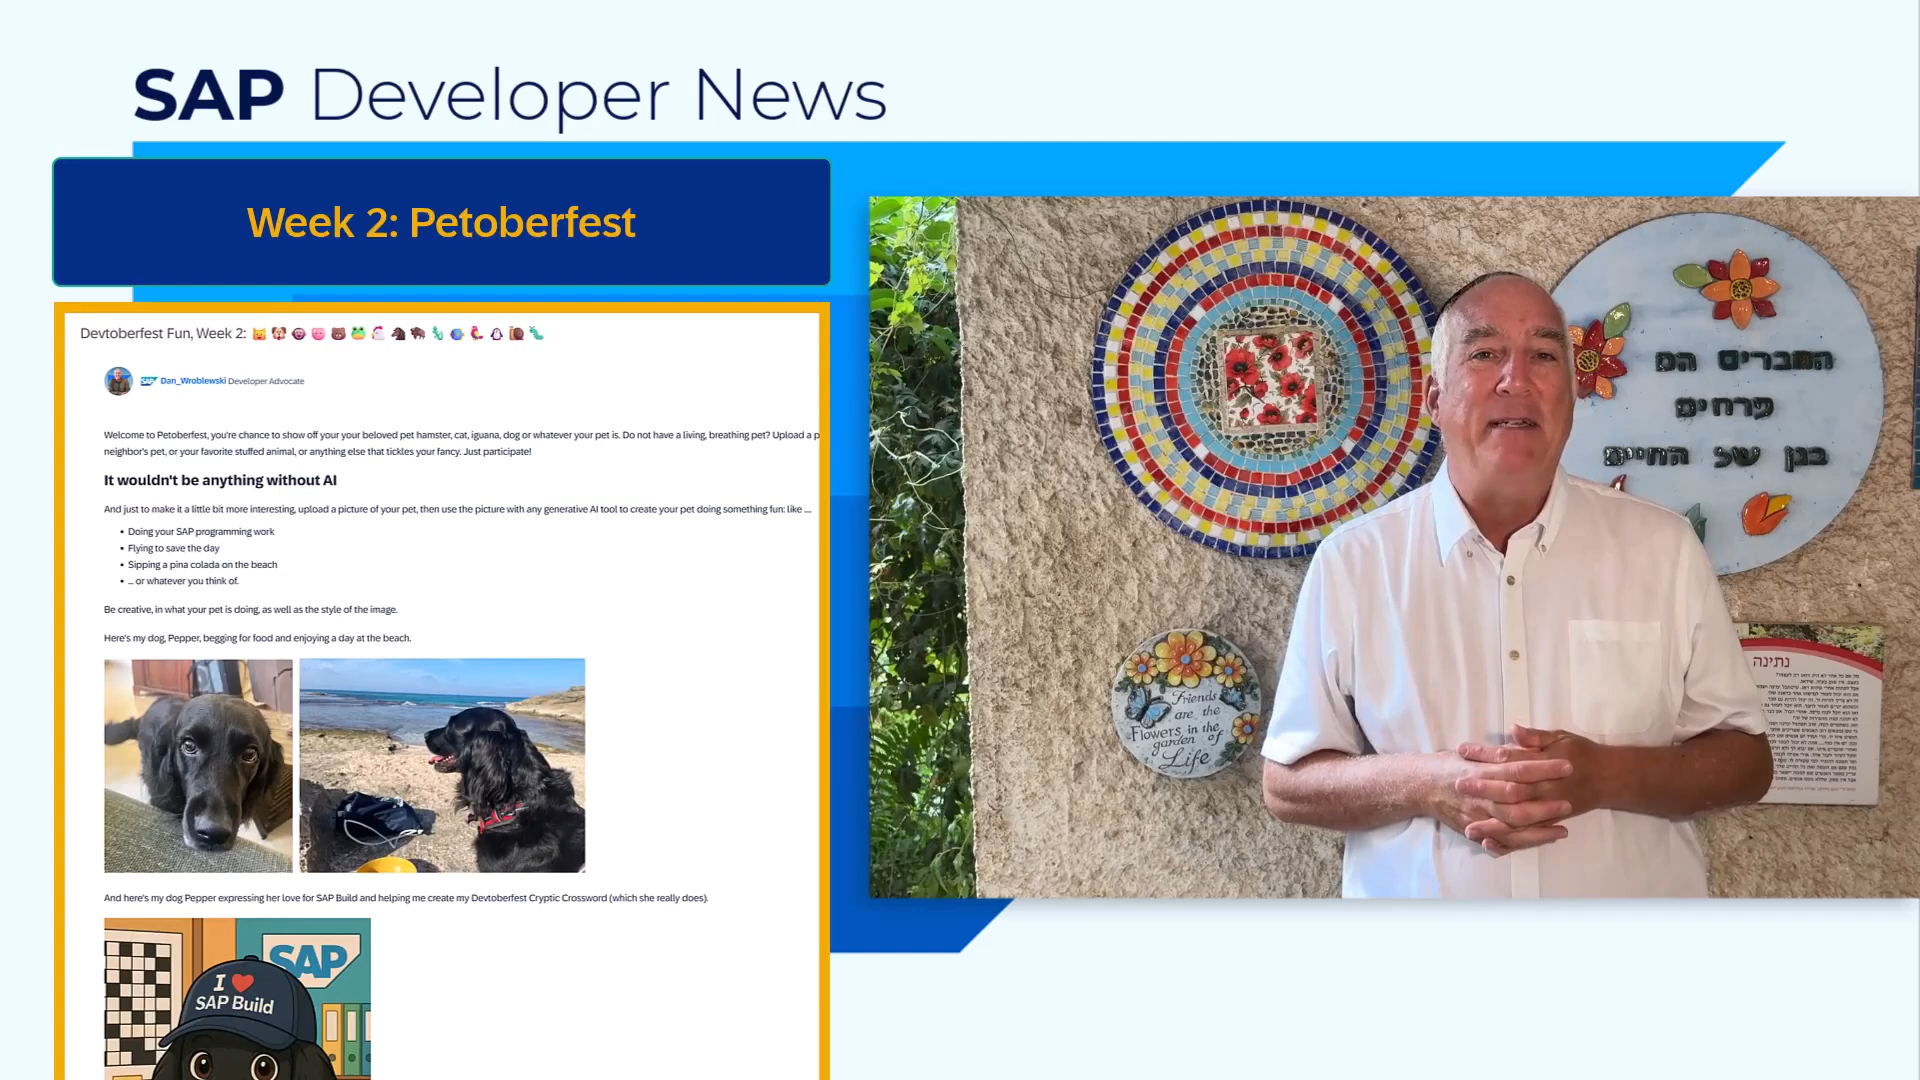 SAP Developer News
Week 2: Petoberfest
Devtoberfest Fun, Week 2:
SAP Dan_Wroblewski Developer Advocate
Welcome to Petoberfest, you're chance to show off your your beloved pet hamster, cat, iguana, dog or whatever your pet is. Do not have a living, breathing pet? Upload a p
neighbor's pet, or your favorite stuffed animal, or anything else that tickles your fancy. Just participate!
It wouldn't be anything without AI
And just to make it a little bit more interesting, upload a picture of your pet, then use the picture with any generative AI tool to create your pet doing something fun: like ...
• Doing your SAP programming work
• Flying to save the day
• Sipping a pina colada on the beach
• ... or whatever you think of.
Be creative, in what your pet is doing, as well as the style of the image.
Here's my dog, Pepper, begging for food and enjoying a day at the beach.
And here's my dog Pepper expressing her love for SAP Build and helping me create my Devtoberfest Cryptic Crossword (which she really does).
SAP
I ❤
SAP Build
החברים הם
פרחים
בגן של החיים
Friends
are the
Flowers in the
garden of
Life
נתינה